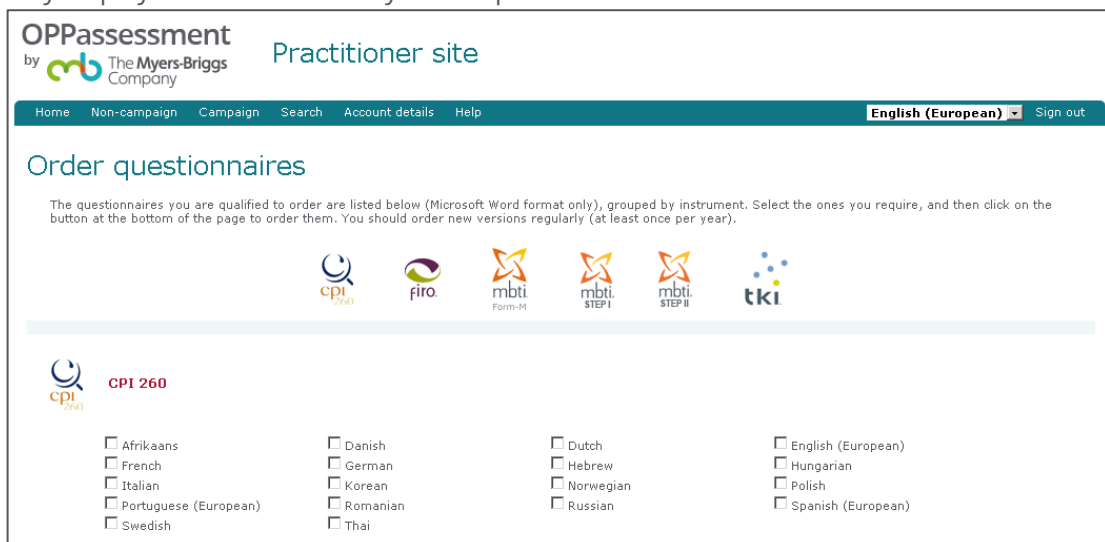 OPPassessment
by The Myers-Briggs Company
Practitioner site
Home Non-campaign Campaign Search Account details Help English (European) Sign out
Order questionnaires
The questionnaires you are qualified to order are listed below (Microsoft Word format only), grouped by instrument. Select the ones you require, and then click on the
button at the bottom of the page to order them. You should order new versions regularly (at least once per year).
cpi 260 firo. mbti. Form-M mbti. STEP I mbti. STEP II tki
cpi 260 CPI 260
Afrikaans Danish Dutch English (European)
French German Hebrew Hungarian
Italian Korean Norwegian Polish
Portuguese (European) Romanian Russian Spanish (European)
Swedish Thai